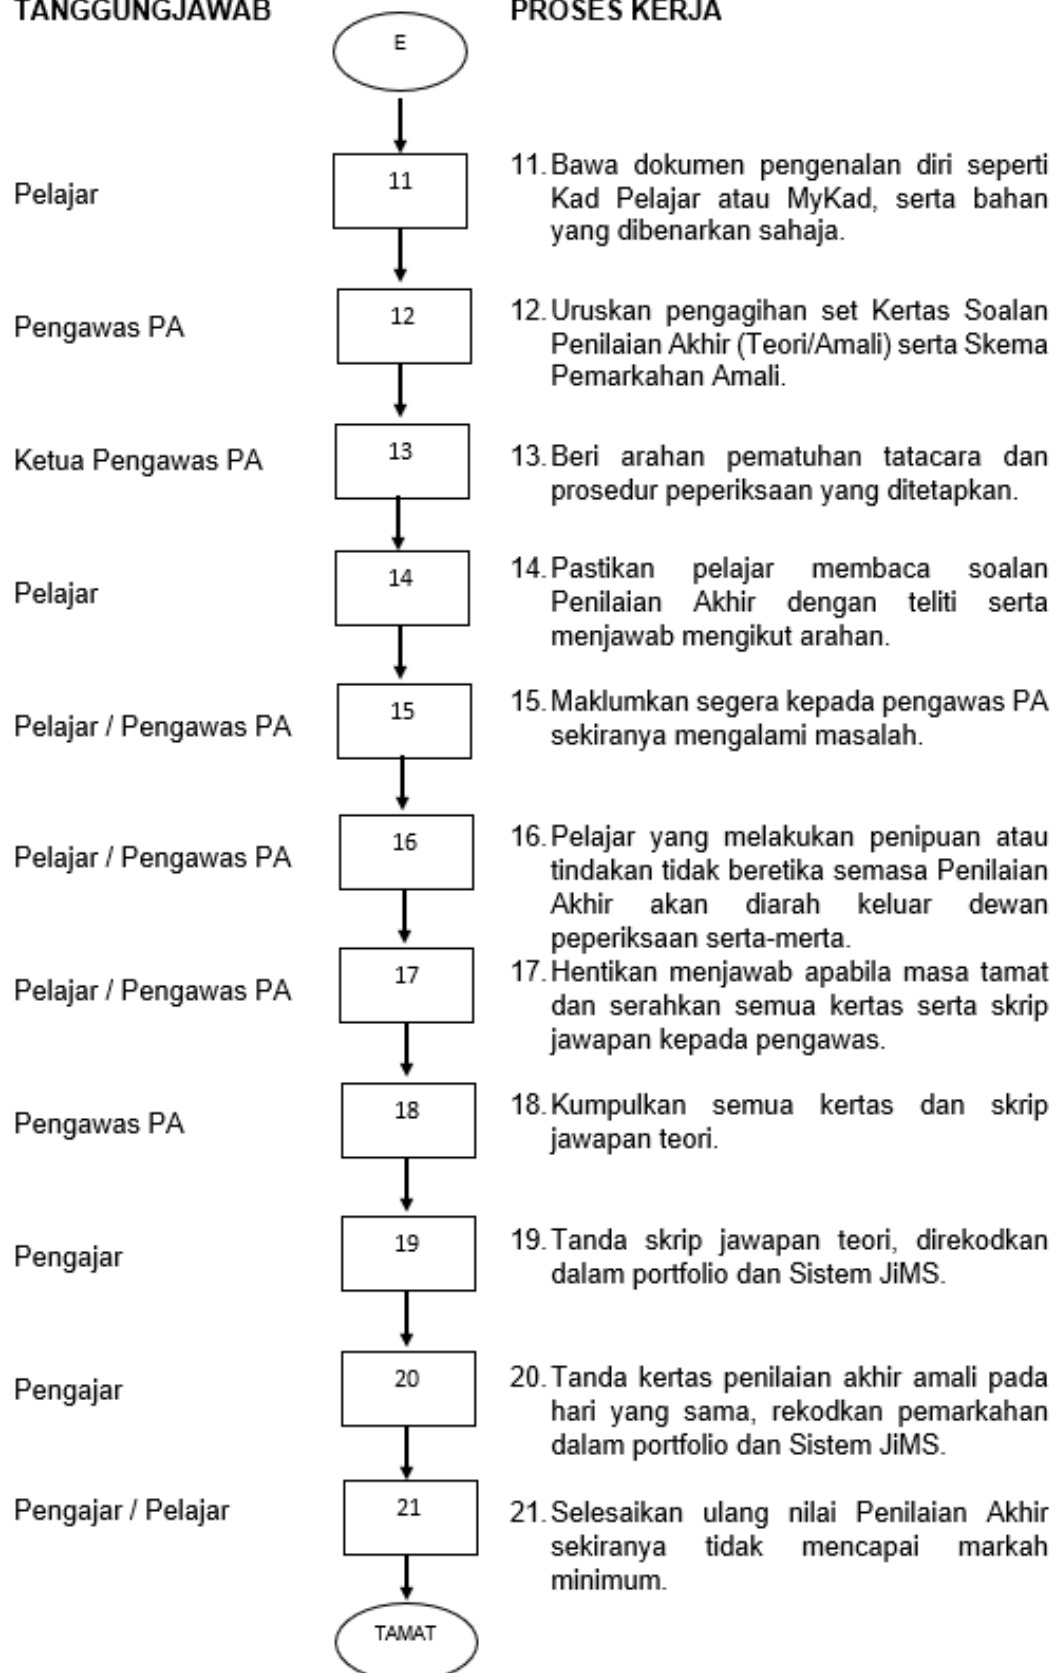 TANGGUNGJAWAB
PROSES KERJA
E
Pelajar
11
11. Bawa dokumen pengenalan diri seperti
Kad Pelajar atau MyKad, serta bahan
yang dibenarkan sahaja.
Pengawas PA
12
12. Uruskan pengagihan set Kertas Soalan
Penilaian Akhir (Teori/Amali) serta Skema
Pemarkahan Amali.
Ketua Pengawas PA
13
13. Beri arahan pematuhan tatacara dan
prosedur peperiksaan yang ditetapkan.
Pelajar
14
14. Pastikan pelajar membaca soalan
Penilaian Akhir dengan teliti serta
menjawab mengikut arahan.
Pelajar / Pengawas PA
15
15. Maklumkan segera kepada pengawas PA
sekiranya mengalami masalah.
Pelajar / Pengawas PA
16
16. Pelajar yang melakukan penipuan atau
tindakan tidak beretika semasa Penilaian
Akhir akan diarah keluar dewan
peperiksaan serta-merta.
Pelajar / Pengawas PA
17
17. Hentikan menjawab apabila masa tamat
dan serahkan semua kertas serta skrip
jawapan kepada pengawas.
Pengawas PA
18
18. Kumpulkan semua kertas dan skrip
jawapan teori.
Pengajar
19
19. Tanda skrip jawapan teori, direkodkan
dalam portfolio dan Sistem JiMS.
Pengajar
20
20. Tanda kertas penilaian akhir amali pada
hari yang sama, rekodkan pemarkahan
dalam portfolio dan Sistem JiMS.
Pengajar / Pelajar
21
21. Selesaikan ulang nilai Penilaian Akhir
sekiranya tidak mencapai markah
minimum.
TAMAT